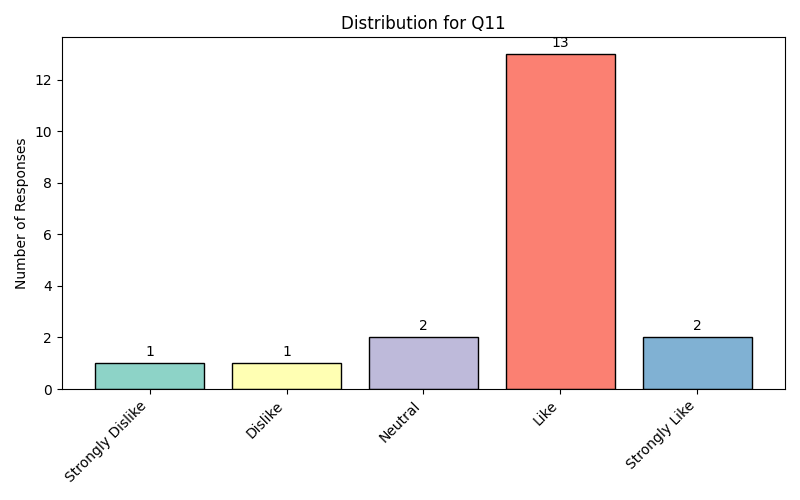 Distribution for Q11
Number of Responses
12
10
8
6
4
2
0
1
1
2
13
2
Strongly Dislike
Dislike
Neutral
Like
Strongly Like